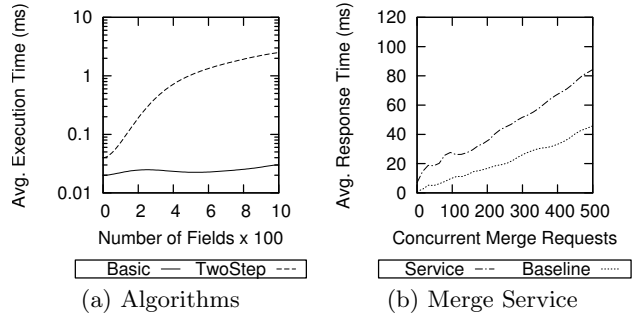 Avg. Execution Time (ms)
10
1
0.1
0.01
0 2 4 6 8 10
Number of Fields x 100
Basic TwoStep
(a) Algorithms
Avg. Response Time (ms)
120
100
80
60
40
20
0
0 100 200 300 400 500
Concurrent Merge Requests
Service Baseline
(b) Merge Service